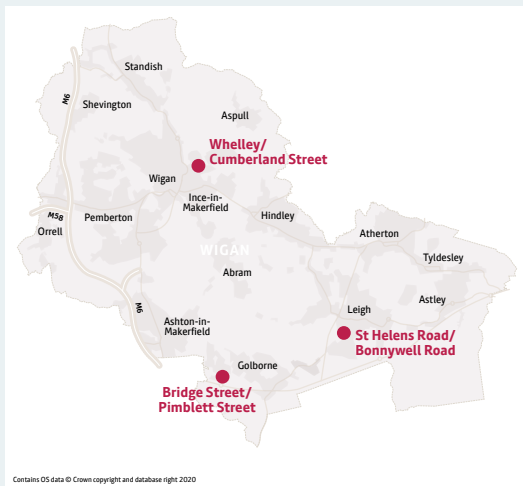 Standish
M6
Shevington
Aspull
Whelley/
Cumberland Street
Wigan
Ince-in-
Makerfield
M58
Pemberton
Hindley
Orrell
Atherton
WIGAN
Tyldesley
Abram
M6
Astley
Leigh
Ashton-in-
Makerfield
St Helens Road/
Bonnywell Road
Golborne
Bridge Street/
Pimblett Street
Contains OS data © Crown copyright and database right 2020